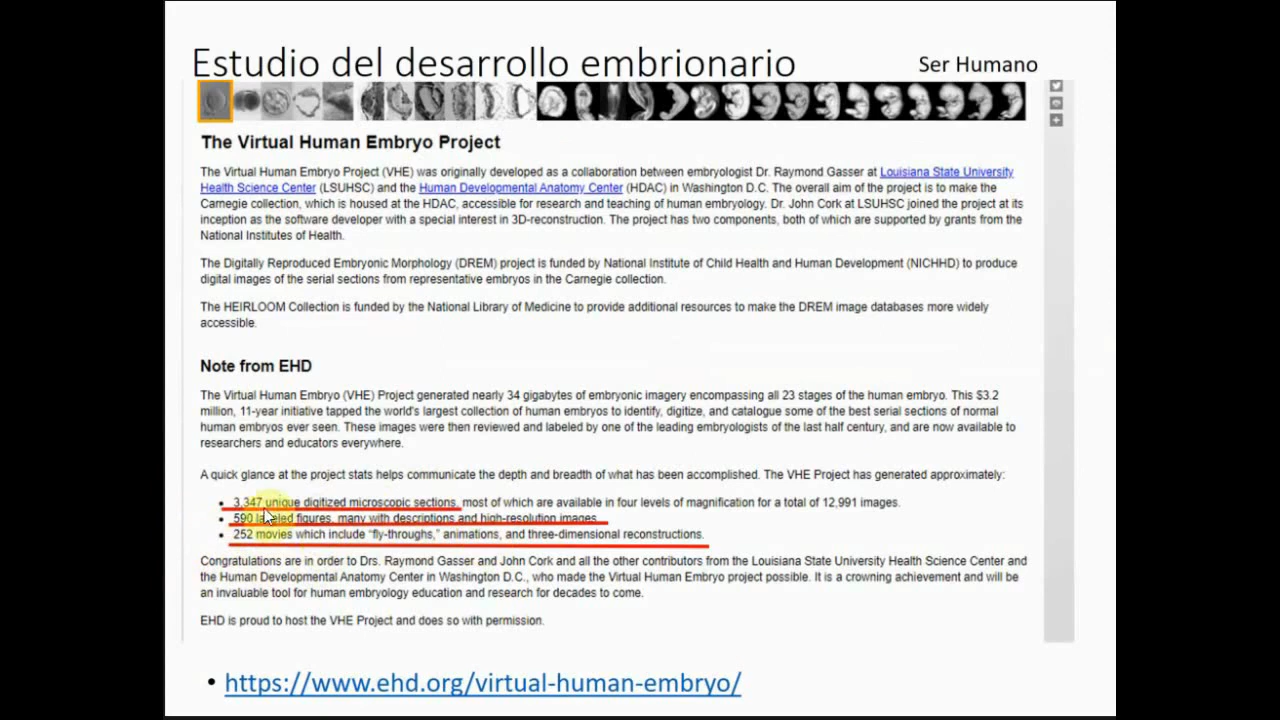 Estudio del desarrollo embrionario
Ser Humano
The Virtual Human Embryo Project
The Virtual Human Embryo Project (VHE) was originally developed as a collaboration between embryologist Dr. Raymond Gasser at Louisiana State University
Health Science Center (LSUHSC) and the Human Developmental Anatomy Center (HDAC) in Washington D.C. The overall aim of the project is to make the
Carnegie collection, which is housed at the HDAC, accessible for research and teaching of human embryology. Dr. John Cork at LSUHSC joined the project at its
inception as the software developer with a special interest in 3D-reconstruction. The project has two components, both of which are supported by grants from the
National Institutes of Health.
The Digitally Reproduced Embryonic Morphology (DREM) project is funded by National Institute of Child Health and Human Development (NICHHD) to produce
digital images of the serial sections from representative embryos in the Carnegie collection.
The HEIRLOOM Collection is funded by the National Library of Medicine to provide additional resources to make the DREM image databases more widely
accessible.
Note from EHD
The Virtual Human Embryo (VHE) Project generated nearly 34 gigabytes of embryonic imagery encompassing all 23 stages of the human embryo. This $3.2
million, 11-year initiative tapped the world's largest collection of human embryos to identify, digitize, and catalogue some of the best serial sections of normal
human embryos ever seen. These images were then reviewed and labeled by one of the leading embryologists of the last half century, and are now available to
researchers and educators everywhere.
A quick glance at the project stats helps communicate the depth and breadth of what has been accomplished. The VHE Project has generated approximately:
• 3,347 unique digitized microscopic sections, most of which are available in four levels of magnification for a total of 12,991 images.
• 590 labeled figures, many with descriptions and high-resolution images.
• 252 movies which include "fly-throughs," animations, and three-dimensional reconstructions.
Congratulations are in order to Drs. Raymond Gasser and John Cork and all the other contributors from the Louisiana State University Health Science Center and
the Human Developmental Anatomy Center in Washington D.C., who made the Virtual Human Embryo project possible. It is a crowning achievement and will be
an invaluable tool for human embryology education and research for decades to come.
EHD is proud to host the VHE Project and does so with permission.
• https://www.ehd.org/virtual-human-embryo/